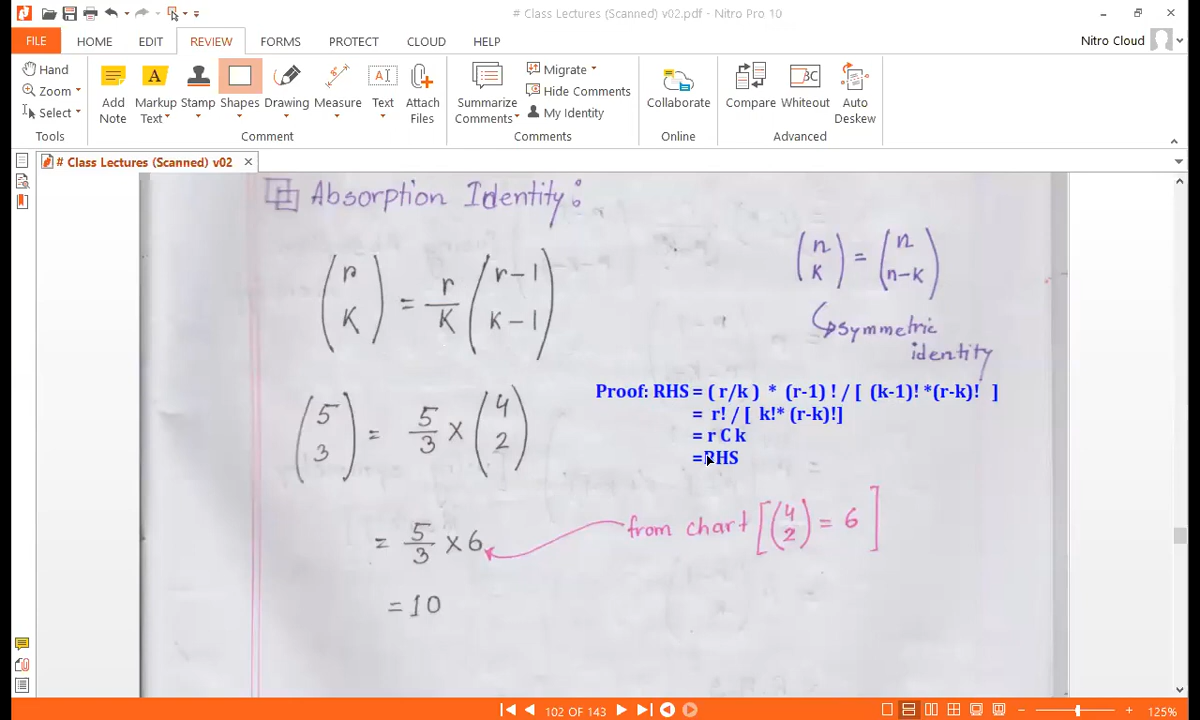 # Class Lectures (Scanned) v02.pdf - Nitro Pro 10
FILE HOME EDIT REVIEW FORMS PROTECT CLOUD HELP Nitro Cloud
Hand
Zoom
Select
Tools
Add Note
Markup Text
Stamp
Shapes
Drawing
Measure
Text
Attach Files
Comment
Summarize Comments
Migrate
Hide Comments
My Identity
Comments
Collaborate
Online
Compare
Whiteout
Auto Deskew
Advanced
# Class Lectures (Scanned) v02
Absorption Identity:
(r K) = r/K (r-1 K-1)
(n K) = (n n-K)
symmetric
identity
Proof: RHS = ( r/k ) * (r-1) ! / [ (k-1)! *(r-k)! ]
= r! / [ k!* (r-k)!]
= r C k
=RHS
(5 3) = 5/3 × (4 2)
= 5/3 × 6
from chart [(4 2) = 6]
= 10
102 OF 143
125%